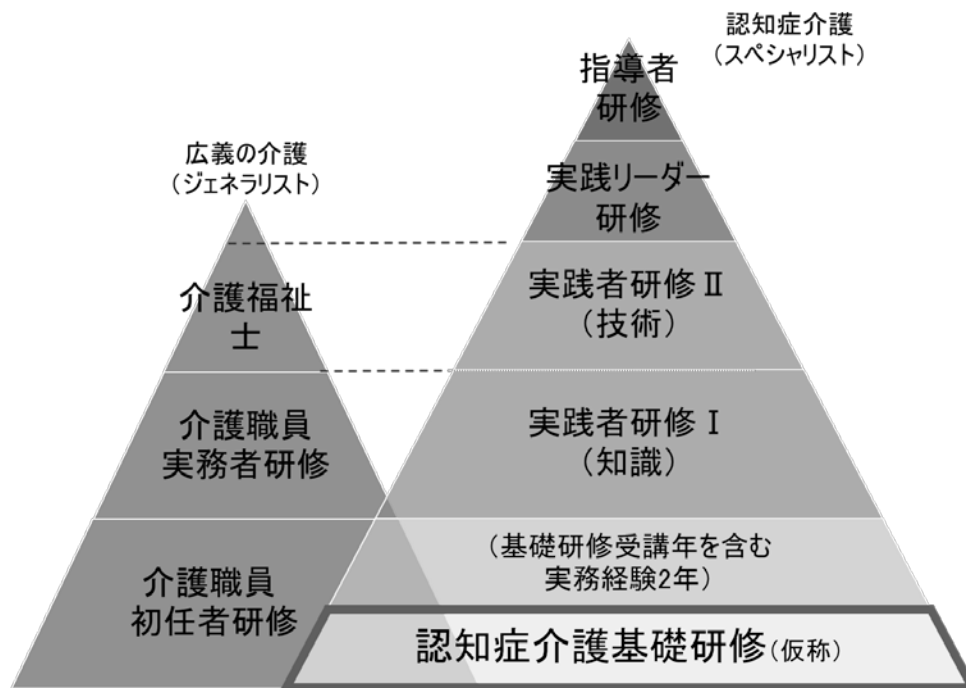 認知症介護
（スペシャリスト）
指導者
研修
広義の介護
（ジェネラリスト）
実践リーダー
研修
介護福祉
士
実践者研修Ⅱ
（技術）
介護職員
実務者研修
実践者研修Ⅰ
（知識）
介護職員
初任者研修
（基礎研修受講年を含む
実務経験2年）
認知症介護基礎研修（仮称）